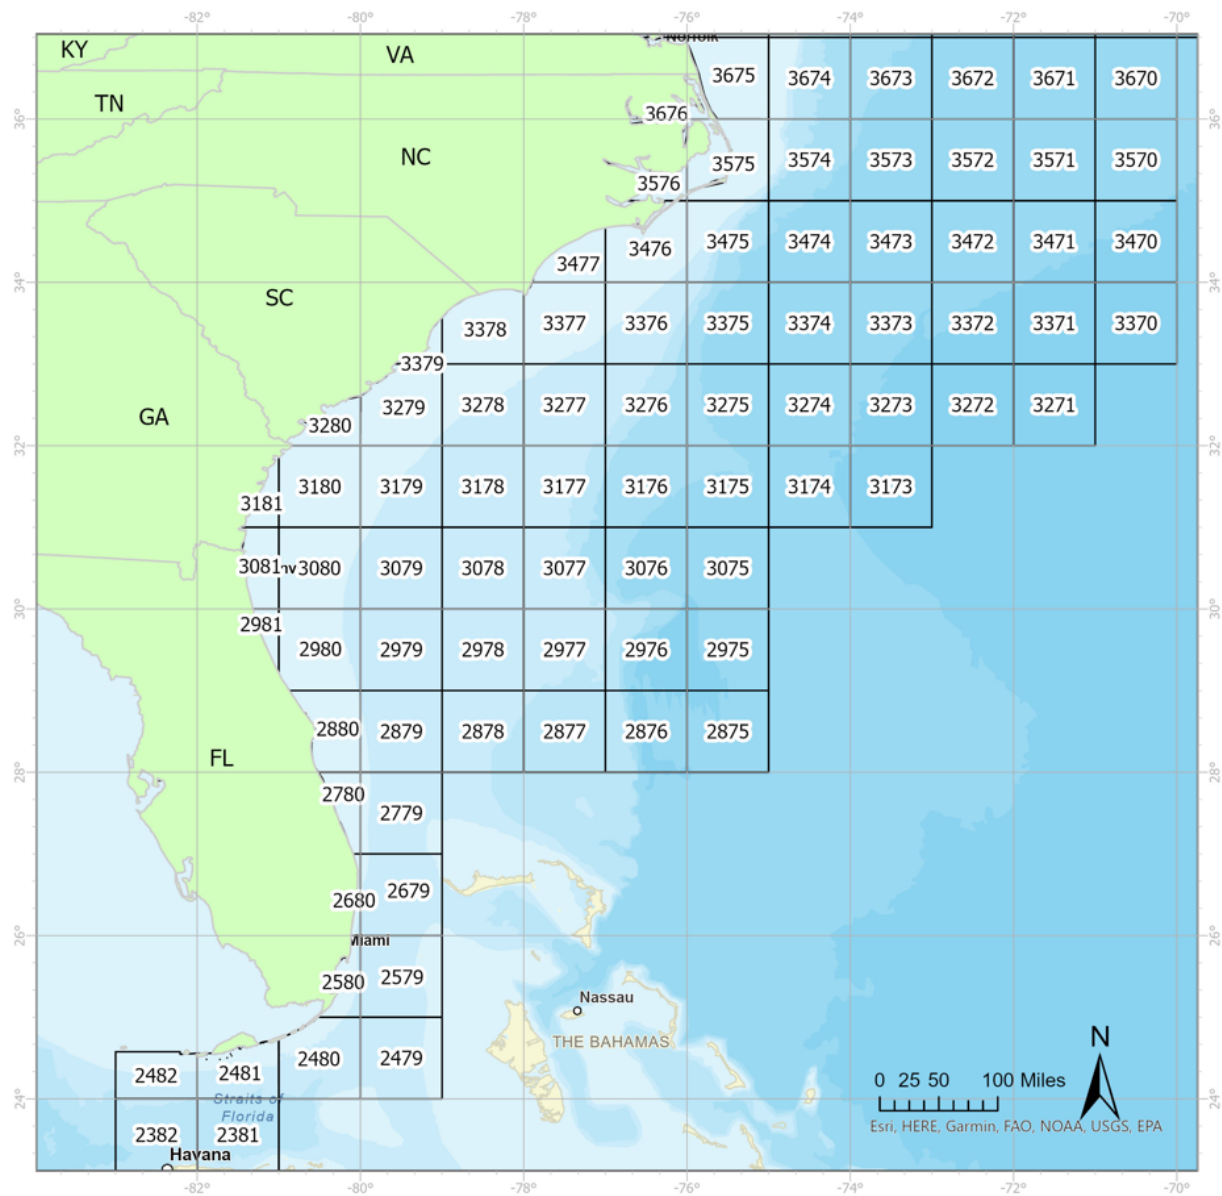 -82° -80° -78° -76° -74° -72° -70°
KY VA Norfolk
3675 3674 3673 3672 3671 3670
TN
36° 3676 36°
NC 3575 3574 3573 3572 3571 3570
3576
3476 3475 3474 3473 3472 3471 3470
3477
34° 34°
SC
3378 3377 3376 3375 3374 3373 3372 3371 3370
3379
GA 3279 3278 3277 3276 3275 3274 3273 3272 3271
3280
32° 32°
3180 3179 3178 3177 3176 3175 3174 3173
3181
3081 nv 3080 3079 3078 3077 3076 3075
30° 30°
2981
2980 2979 2978 2977 2976 2975
2880 2879 2878 2877 2876 2875
FL
28° 28°
2780
2779
2680 2679
26° Miami 26°
2580 2579
Nassau
THE BAHAMAS
N
2482 2481 2480 2479
0 25 50 100 Miles
24° Straits of 24°
Florida
Esri, HERE, Garmin, FAO, NOAA, USGS, EPA
2382 2381
Havana
-82° -80° -78° -76° -74° -72° -70°